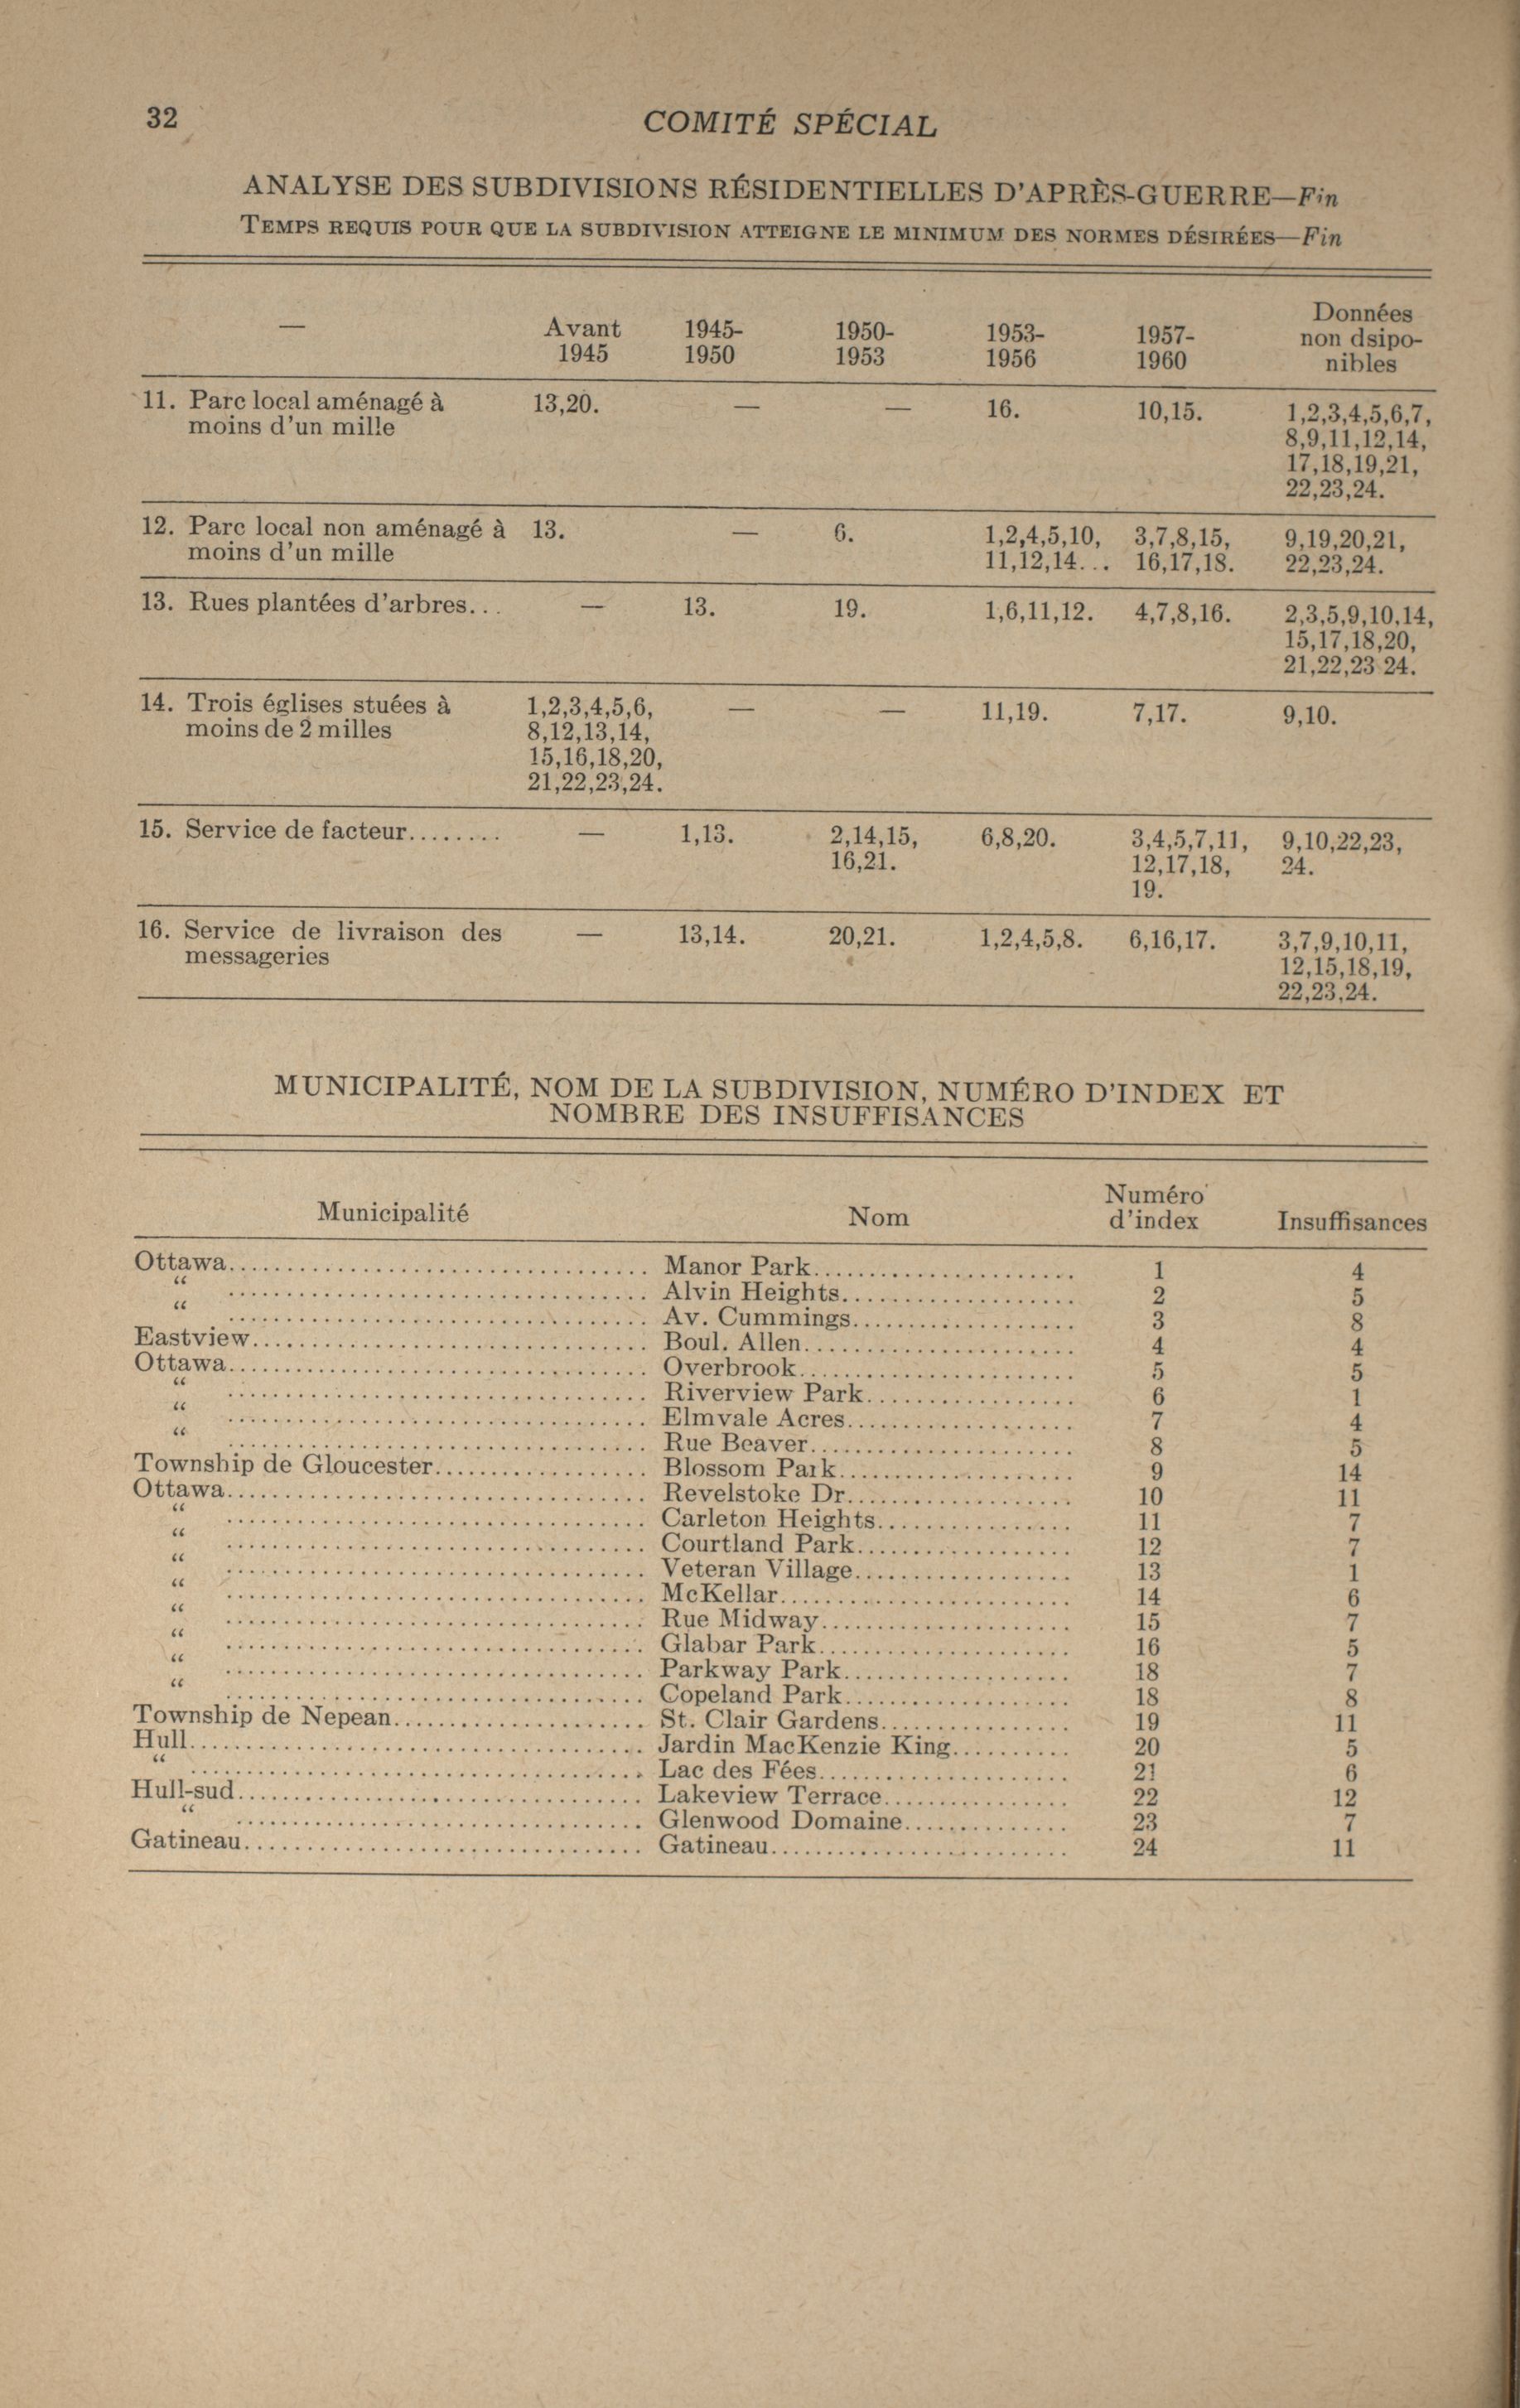 32
COMITÉ SPÉCIAL
ANALYSE DES SUBDIVISIONS RÉSIDENTIELLES D'APRÈS-GUERRE—Fin
TEMPS REQUIS POUR QUE LA SUBDIVISION ATTEIGNE LE MINIMUM DES NORMES DÉSIRÉES—Fin
— Avant 1945 1945-1950 1950-1953 1953-1956 1957-1960 Données non dsipo-nibles
11. Parc local aménagé à 13,20. — — 16. 10,15. 1,2,3,4,5,6,7,
moins d'un mille 8,9,11,12,14,
17,18,19,21,
22,23,24.
12. Parc local non aménagé à 13. — 6. 1,2,4,5,10, 3,7,8,15, 9,19,20,21,
moins d'un mille 11,12,14... 16,17,18. 22,23,24.
13. Rues plantées d'arbres... — 13. 19. 1,6,11,12. 4,7,8,16. 2,3,5,9,10,14,
15,17,18,20,
21,22,23 24.
14. Trois églises stuées à 1,2,3,4,5,6, — — 11,19. 7,17. 9,10.
moins de 2 milles 8,12,13,14,
15,16,18,20,
21,22,23,24.
15. Service de facteur........ — 1,13. 2,14,15, 6,8,20. 3,4,5,7,11, 9,10,22,23,
16,21. 12,17,18, 24.
19.
16. Service de livraison des — 13,14. 20,21. 1,2,4,5,8. 6,16,17. 3,7,9,10,11,
messageries 12,15,18,19,
22,23,24.
MUNICIPALITÉ, NOM DE LA SUBDIVISION, NUMÉRO D'INDEX ET
NOMBRE DES INSUFFISANCES
Municipalité Nom Numéro d'index Insuffisances
Ottawa.......... Manor Park.......... 1 4
“ .......... Alvin Heights.......... 2 5
“ .......... Av. Cummings.......... 3 8
Eastview.......... Boul. Allen.......... 4 4
Ottawa.......... Overbrook.......... 5 5
“ .......... Riverview Park.......... 6 1
“ .......... Elmvale Acres.......... 7 4
“ .......... Rue Beaver.......... 8 5
Township de Gloucester.......... Blossom Park.......... 9 14
Ottawa.......... Revelstoke Dr.......... 10 11
“ .......... Carleton Heights.......... 11 7
“ .......... Courtland Park.......... 12 7
“ .......... Veteran Village.......... 13 1
“ .......... McKellar.......... 14 6
“ .......... Rue Midway.......... 15 7
“ .......... Glabar Park.......... 16 5
“ .......... Parkway Park.......... 18 7
“ .......... Copeland Park.......... 18 8
Township de Nepean.......... St. Clair Gardens.......... 19 11
Hull.......... Jardin MacKenzie King.......... 20 5
“ .......... Lac des Fées.......... 21 6
Hull-sud.......... Lakeview Terrace.......... 22 12
“ .......... Glenwood Domaine.......... 23 7
Gatineau.......... Gatineau.......... 24 11